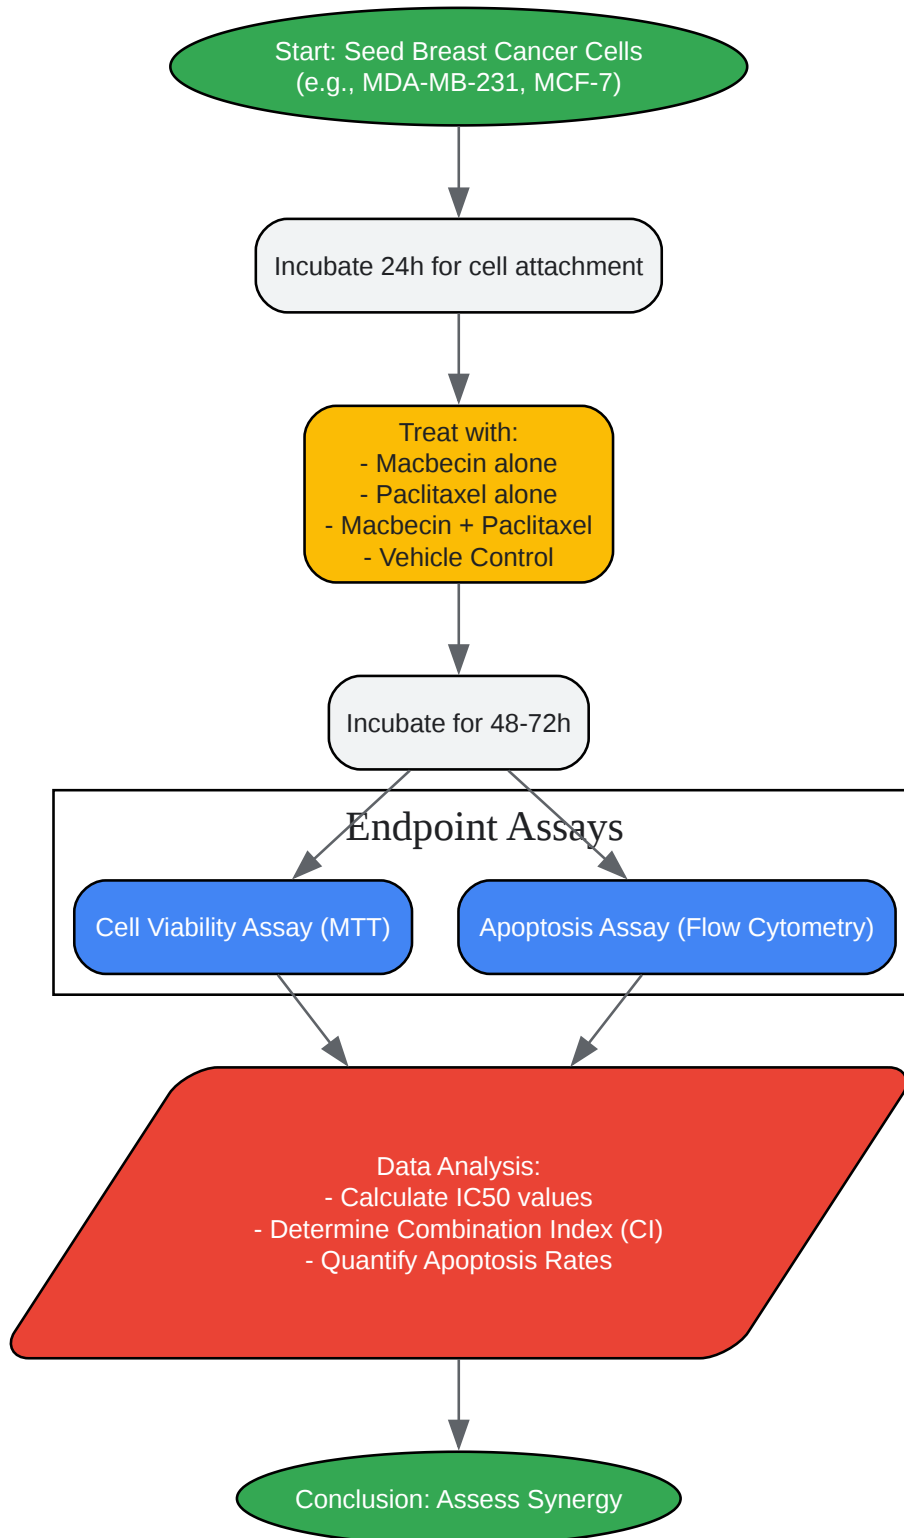 Start: Seed Breast Cancer Cells
(e.g., MDA-MB-231, MCF-7)
Incubate 24h for cell attachment
Treat with:
- Macbecin alone
- Paclitaxel alone
- Macbecin + Paclitaxel
- Vehicle Control
Incubate for 48-72h
Endpoint Assays
Cell Viability Assay (MTT)
Apoptosis Assay (Flow Cytometry)
Data Analysis:
- Calculate IC50 values
- Determine Combination Index (CI)
- Quantify Apoptosis Rates
Conclusion: Assess Synergy